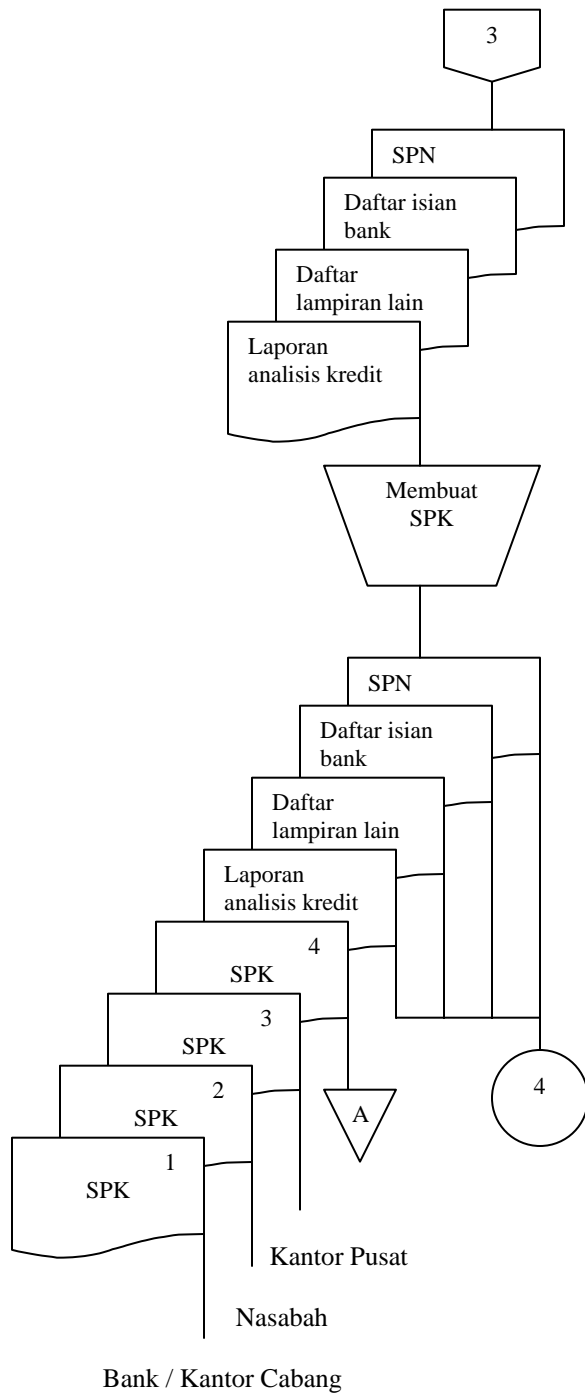 3
SPN
Daftar isian
bank
Daftar
lampiran lain
Laporan
analisis kredit
Membuat
SPK
SPN
Daftar isian
bank
Daftar
lampiran lain
Laporan
analisis kredit
4
SPK
3
SPK
2
SPK
1
SPK
A
4
Kantor Pusat
Nasabah
Bank / Kantor Cabang